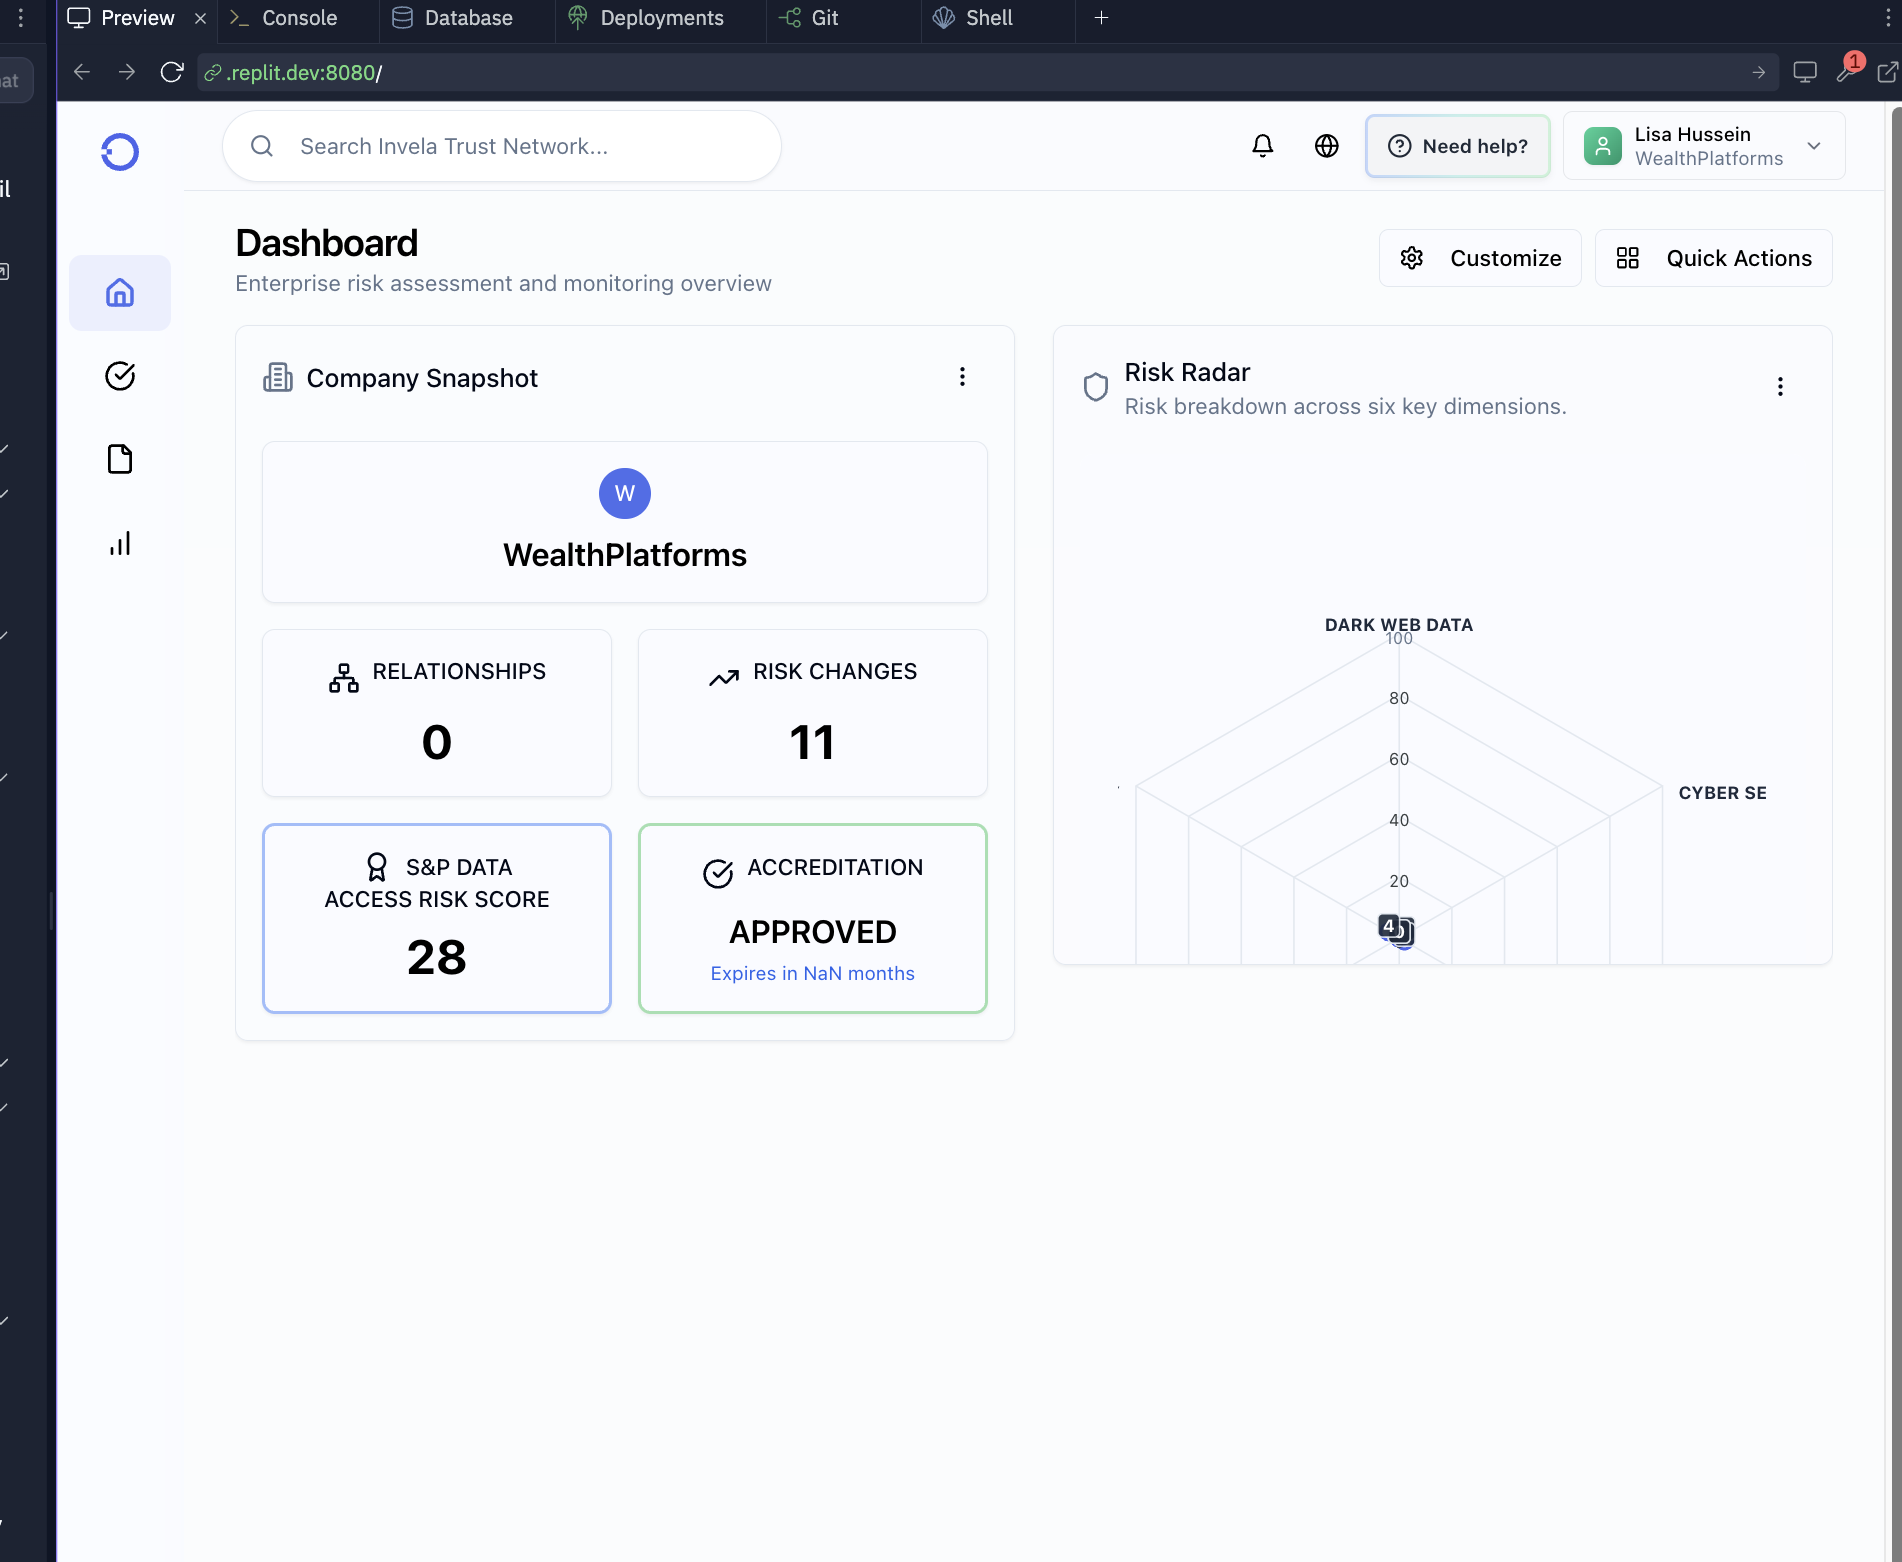 Preview
Console
Database
Deployments
Git
Shell
.replit.dev:8080/
1
at
il
Search Invela Trust Network...
Need help?
Lisa Hussein
WealthPlatforms
Dashboard
Enterprise risk assessment and monitoring overview
Customize
Quick Actions
Company Snapshot
W
WealthPlatforms
RELATIONSHIPS
0
RISK CHANGES
11
S&P DATA
ACCESS RISK SCORE
28
ACCREDITATION
APPROVED
Expires in NaN months
Risk Radar
Risk breakdown across six key dimensions.
DARK WEB DATA
100
80
60
CYBER SE
40
20
4